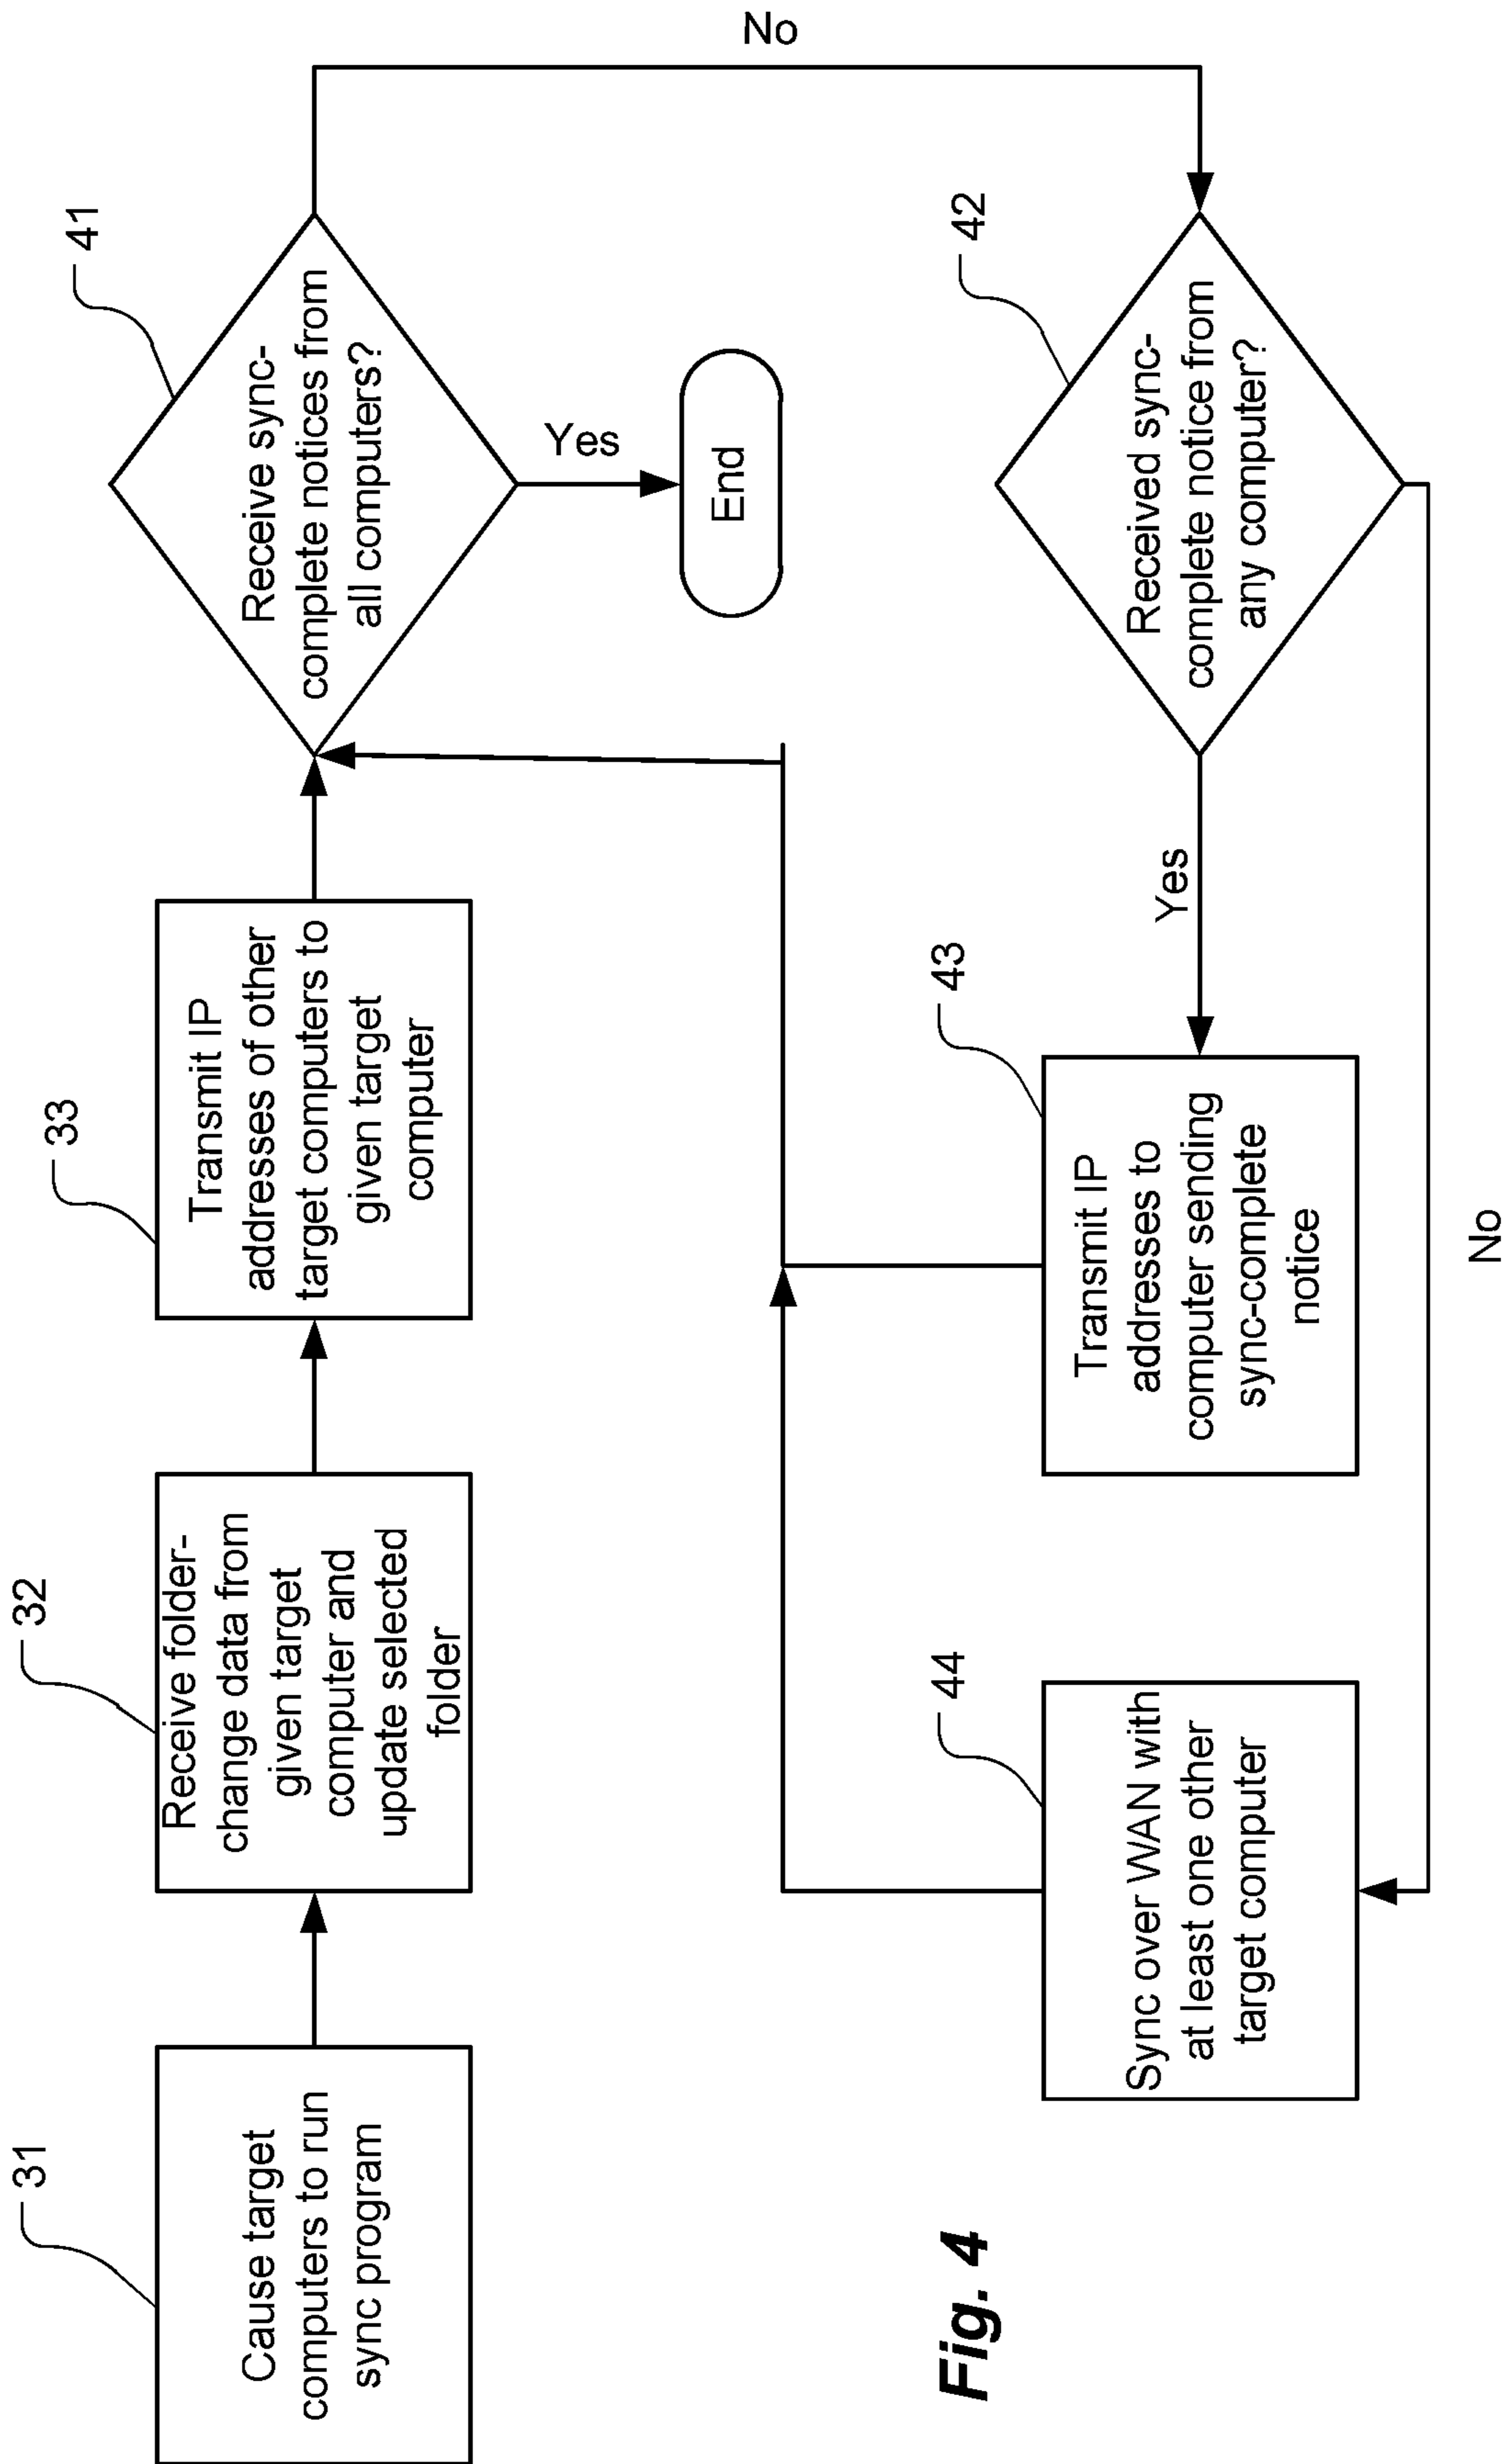 31
Cause target
computers to run
sync program
32
Receive folder-
change data from
given target
computer and
update selected
folder
33
Transmit IP
addresses of other
target computers to
given target
computer
41
Receive sync-
complete notices from
all computers?
Yes
End
No
42
Received sync-
complete notice from
any computer?
Yes
43
Transmit IP
addresses to
computer sending
sync-complete
notice
No
44
Sync over WAN with
at least one other
target computer
Fig. 4